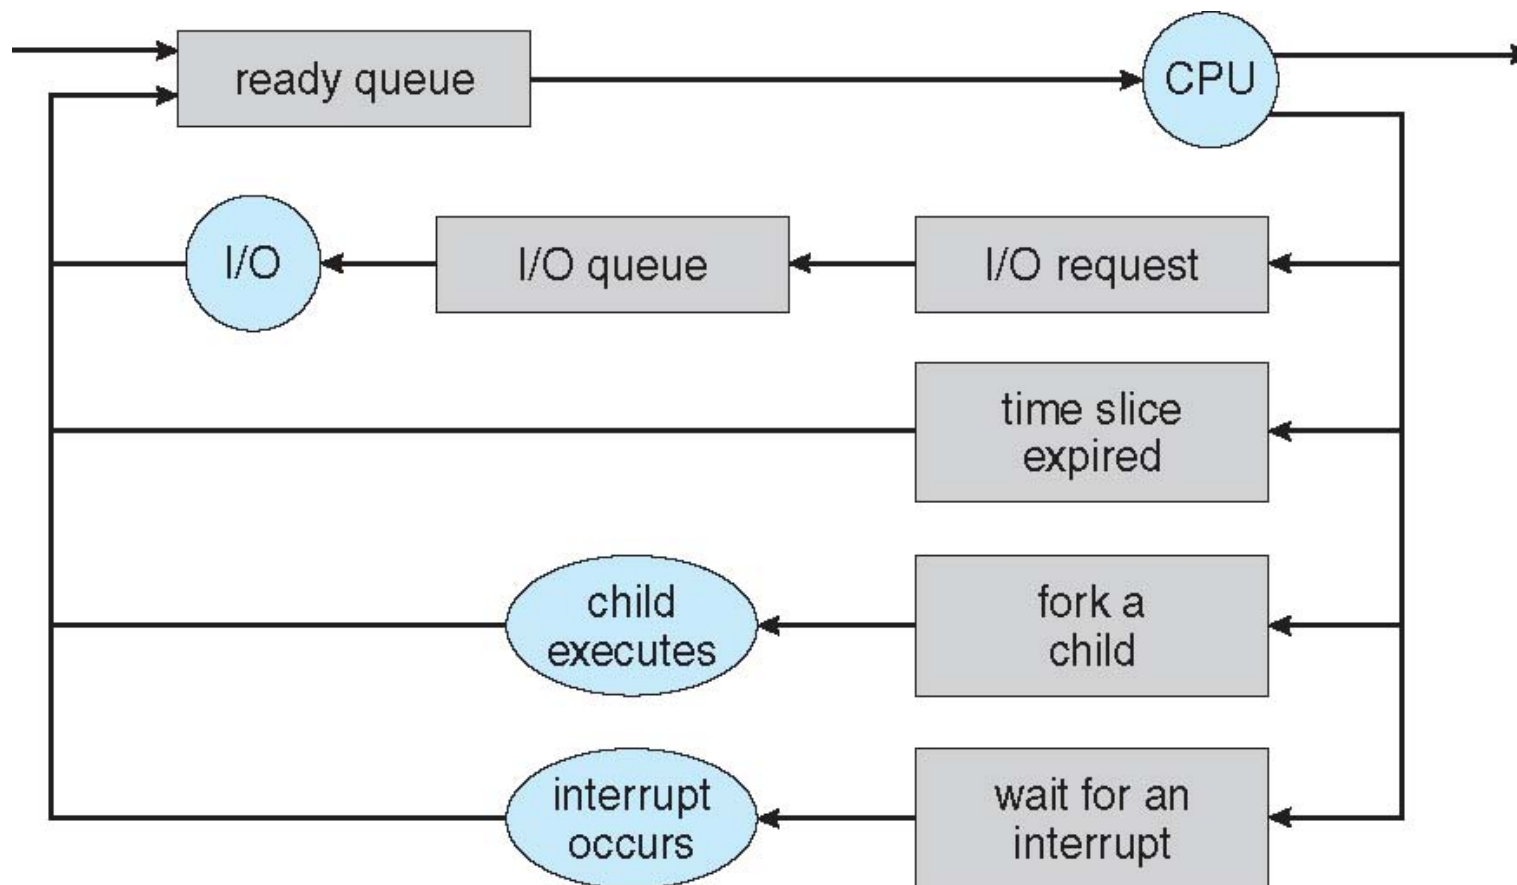 ready queue
CPU
I/O
I/O queue
I/O request
time slice
expired
child
executes
fork a
child
interrupt
occurs
wait for an
interrupt